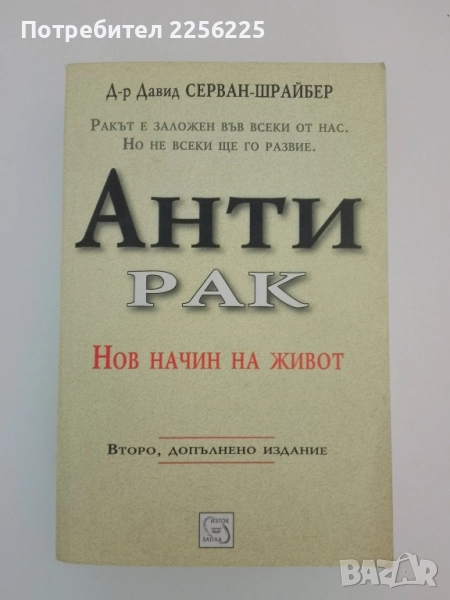 Потребител 2256225
Д-р Давид СЕРВАН-ШРАЙБЕР
РАКЪТ Е ЗАЛОЖЕН ВЪВ ВСЕКИ ОТ НАС.
НО НЕ ВСЕКИ ЩЕ ГО РАЗВИЕ.
АНТИ
РАК
НОВ НАЧИН НА ЖИВОТ
ВТОРО, ДОПЪЛНЕНО ИЗДАНИЕ
ИЗТОК
ЗАПАД
BAZAR